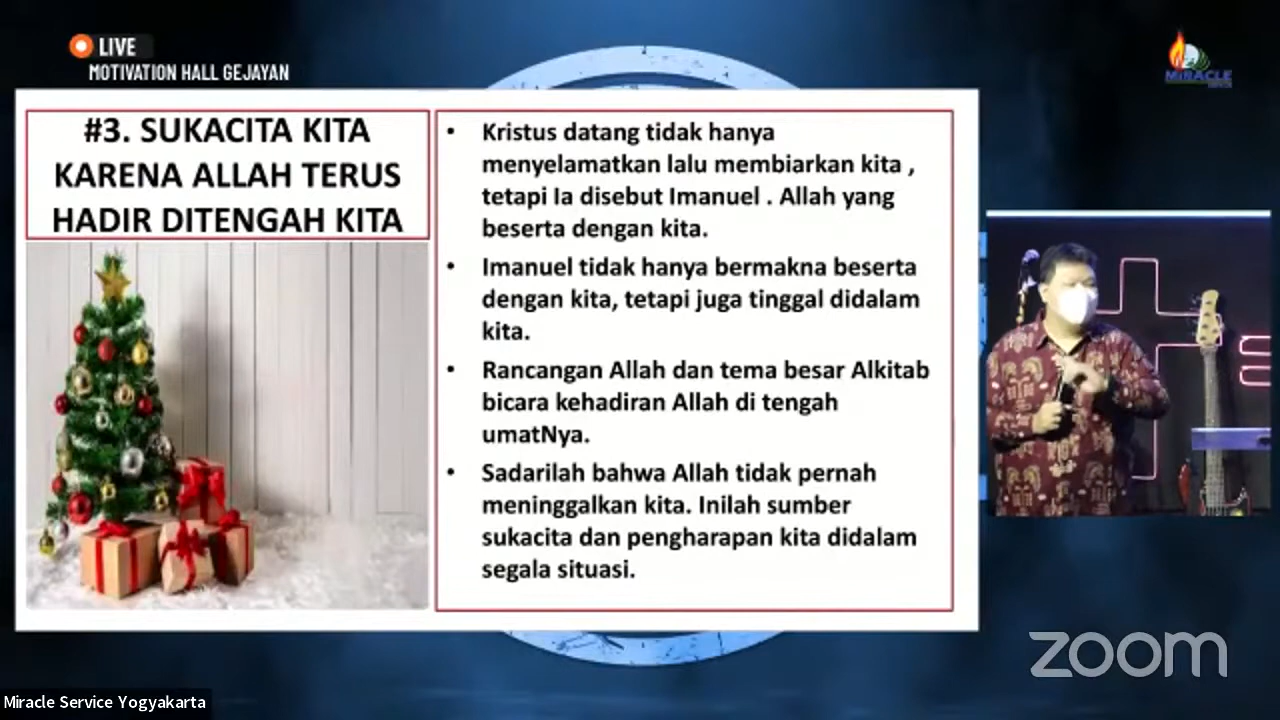 LIVE
MOTIVATION HALL GEJAYAN
MiRACLE
#3. SUKACITA KITA
KARENA ALLAH TERUS
HADIR DITENGAH KITA
• Kristus datang tidak hanya
menyelamatkan lalu membiarkan kita ,
tetapi Ia disebut Imanuel . Allah yang
beserta dengan kita.
• Imanuel tidak hanya bermakna beserta
dengan kita, tetapi juga tinggal didalam
kita.
• Rancangan Allah dan tema besar Alkitab
bicara kehadiran Allah di tengah
umatNya.
• Sadarilah bahwa Allah tidak pernah
meninggalkan kita. Inilah sumber
sukacita dan pengharapan kita didalam
segala situasi.
zoom
Miracle Service Yogyakarta